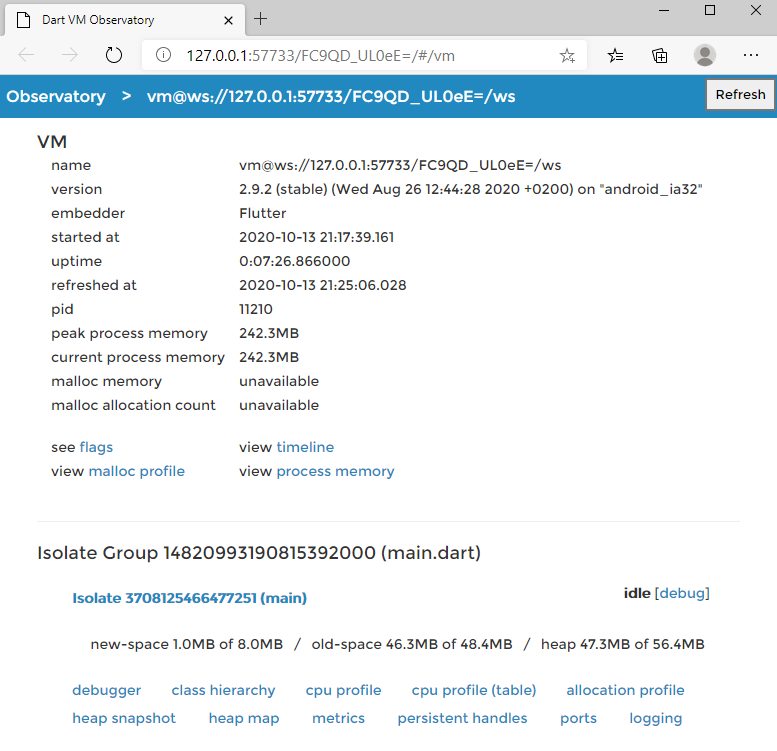 Dart VM Observatory
127.0.0.1:57733/FC9QD_UL0eE=/#/vm
Observatory > vm@ws://127.0.0.1:57733/FC9QD_UL0eE=/ws Refresh
VM
name vm@ws://127.0.0.1:57733/FC9QD_UL0eE=/ws
version 2.9.2 (stable) (Wed Aug 26 12:44:28 2020 +0200) on "android_ia32"
embedder Flutter
started at 2020-10-13 21:17:39.161
uptime 0:07:26.866000
refreshed at 2020-10-13 21:25:06.028
pid 11210
peak process memory 242.3MB
current process memory 242.3MB
malloc memory unavailable
malloc allocation count unavailable
see flags view timeline
view malloc profile view process memory
Isolate Group 14820993190815392000 (main.dart)
Isolate 3708125466477251 (main) idle [debug]
new-space 1.0MB of 8.0MB / old-space 46.3MB of 48.4MB / heap 47.3MB of 56.4MB
debugger class hierarchy cpu profile cpu profile (table) allocation profile
heap snapshot heap map metrics persistent handles ports logging